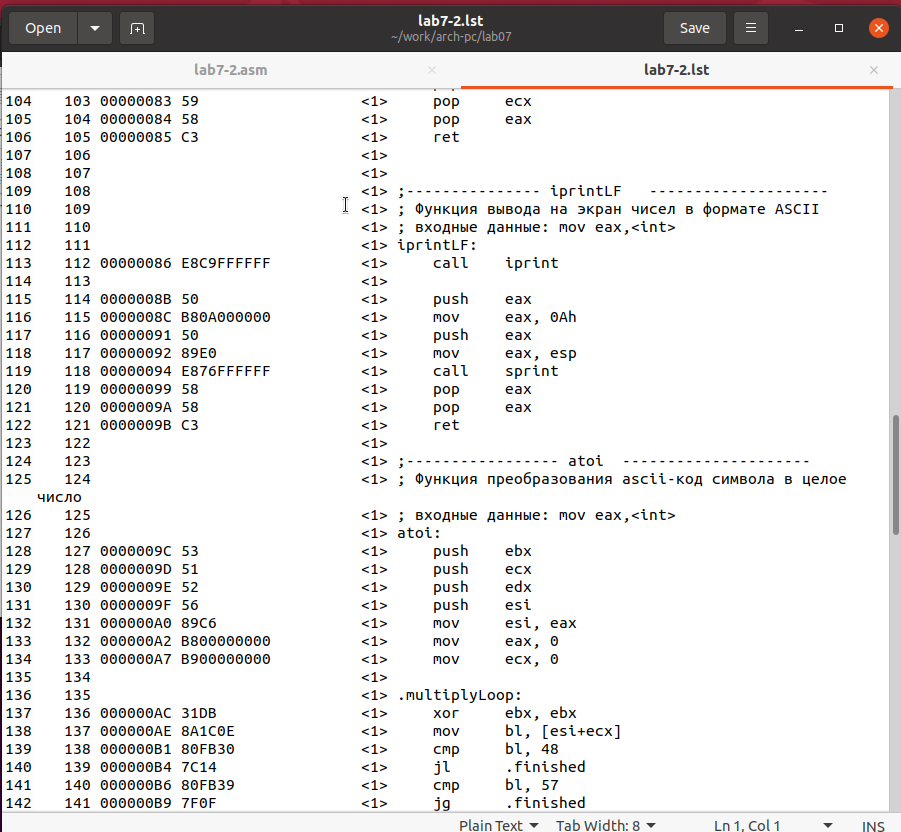 Open
lab7-2.lst
~/work/arch-pc/lab07
Save
lab7-2.asm
lab7-2.lst
104 103 00000083 59 <1> pop ecx
105 104 00000084 58 <1> pop eax
106 105 00000085 C3 <1> ret
107 106 <1>
108 107 <1>
109 108 <1> ;--------------- iprintLF --------------------
110 109 <1> ; Функция вывода на экран чисел в формате ASCII
111 110 <1> ; входные данные: mov eax,<int>
112 111 <1> iprintLF:
113 112 00000086 E8C9FFFFFF <1> call iprint
114 113 <1>
115 114 0000008B 50 <1> push eax
116 115 0000008C B80A000000 <1> mov eax, 0Ah
117 116 00000091 50 <1> push eax
118 117 00000092 89E0 <1> mov eax, esp
119 118 00000094 E876FFFFFF <1> call sprint
120 119 00000099 58 <1> pop eax
121 120 0000009A 58 <1> pop eax
122 121 0000009B C3 <1> ret
123 122 <1>
124 123 <1> ;----------------- atoi ---------------------
125 124 <1> ; Функция преобразования ascii-код символа в целое
число
126 125 <1> ; входные данные: mov eax,<int>
127 126 <1> atoi:
128 127 0000009C 53 <1> push ebx
129 128 0000009D 51 <1> push ecx
130 129 0000009E 52 <1> push edx
131 130 0000009F 56 <1> push esi
132 131 000000A0 89C6 <1> mov esi, eax
133 132 000000A2 B800000000 <1> mov eax, 0
134 133 000000A7 B900000000 <1> mov ecx, 0
135 134 <1>
136 135 <1> .multiplyLoop:
137 136 000000AC 31DB <1> xor ebx, ebx
138 137 000000AE 8A1C0E <1> mov bl, [esi+ecx]
139 138 000000B1 80FB30 <1> cmp bl, 48
140 139 000000B4 7C14 <1> jl .finished
141 140 000000B6 80FB39 <1> cmp bl, 57
142 141 000000B9 7F0F <1> jg .finished
Plain Text Tab Width: 8 Ln 1, Col 1 INS